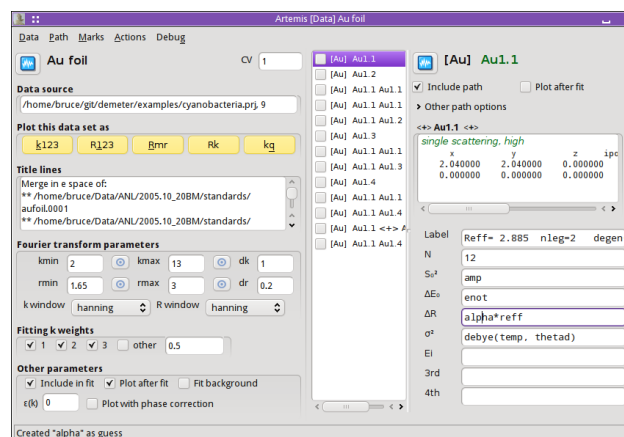 Artemis [Data] Au foil
Data Path Marks Actions Debug
Au foil
CV 1
Data source
/home/bruce/git/demeter/examples/cyanobacteria.prj, 9
Plot this data set as
k123 R123 Rmr Rk kq
Title lines
Merge in e space of:
** /home/bruce/Data/ANL/2005.10_20BM/standards/
aufoil.0001
** /home/bruce/Data/ANL/2005.10_20BM/standards/
Fourier transform parameters
kmin 2 kmax 13 dk 1
rmin 1.65 rmax 3 dr 0.2
k window hanning R window hanning
Fitting k weights
1 2 3 other 0.5
Other parameters
Include in fit Plot after fit Fit background
ε(k) 0 Plot with phase correction
[Au] Au1.1
[Au] Au1.2
[Au] Au1.1 Au1.1
[Au] Au1.1 Au1.1
[Au] Au1.1 Au1.2
[Au] Au1.3
[Au] Au1.1 Au1.1
[Au] Au1.1 Au1.3
[Au] Au1.4
[Au] Au1.1 Au1.1
[Au] Au1.1 Au1.4
[Au] Au1.1 <+> A
[Au] Au1.1 Au1.4
[Au] Au1.1
Include path Plot after fit
Other path options
<+> Au1.1 <+>
single scattering, high
x y z ipo
2.040000 2.040000 0.000000
0.000000 0.000000 0.000000
Label Reff= 2.885 nleg=2 degen
N 12
S₀² amp
ΔE₀ enot
ΔR alpha*reff
σ² debye(temp, thetad)
Ei
3rd
4th
Created "alpha" as guess